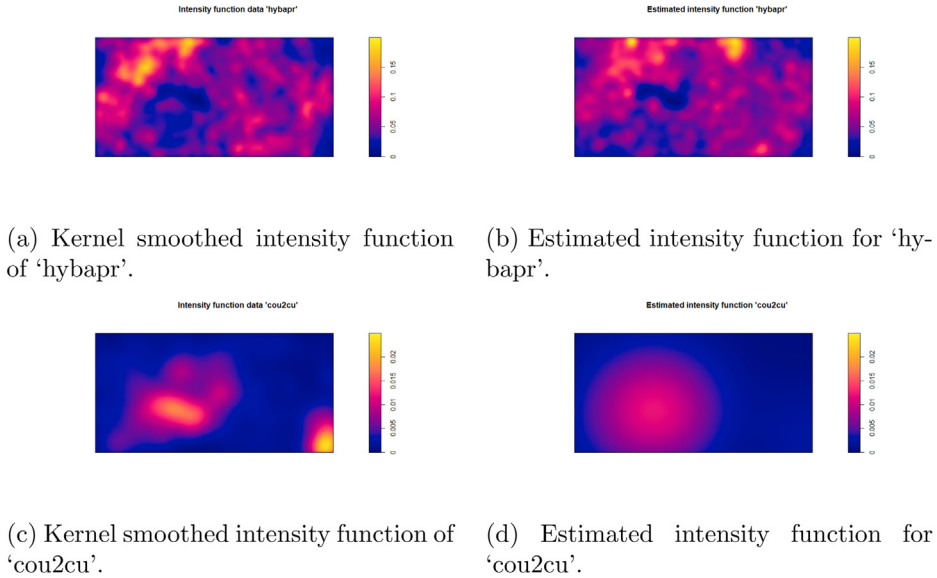 Intensity function data 'hybapr'
Estimated intensity function 'hybapr'
0 0.05 0.1 0.15
0 0.05 0.1 0.15
(a) Kernel smoothed intensity function
of ‘hybapr’.
(b) Estimated intensity function for ‘hy-
bapr’.
Intensity function data 'cou2cu'
Estimated intensity function 'cou2cu'
0 0.005 0.01 0.015 0.02
0 0.005 0.01 0.015 0.02
(c) Kernel smoothed intensity function of
‘cou2cu’.
(d) Estimated intensity function for
‘cou2cu’.